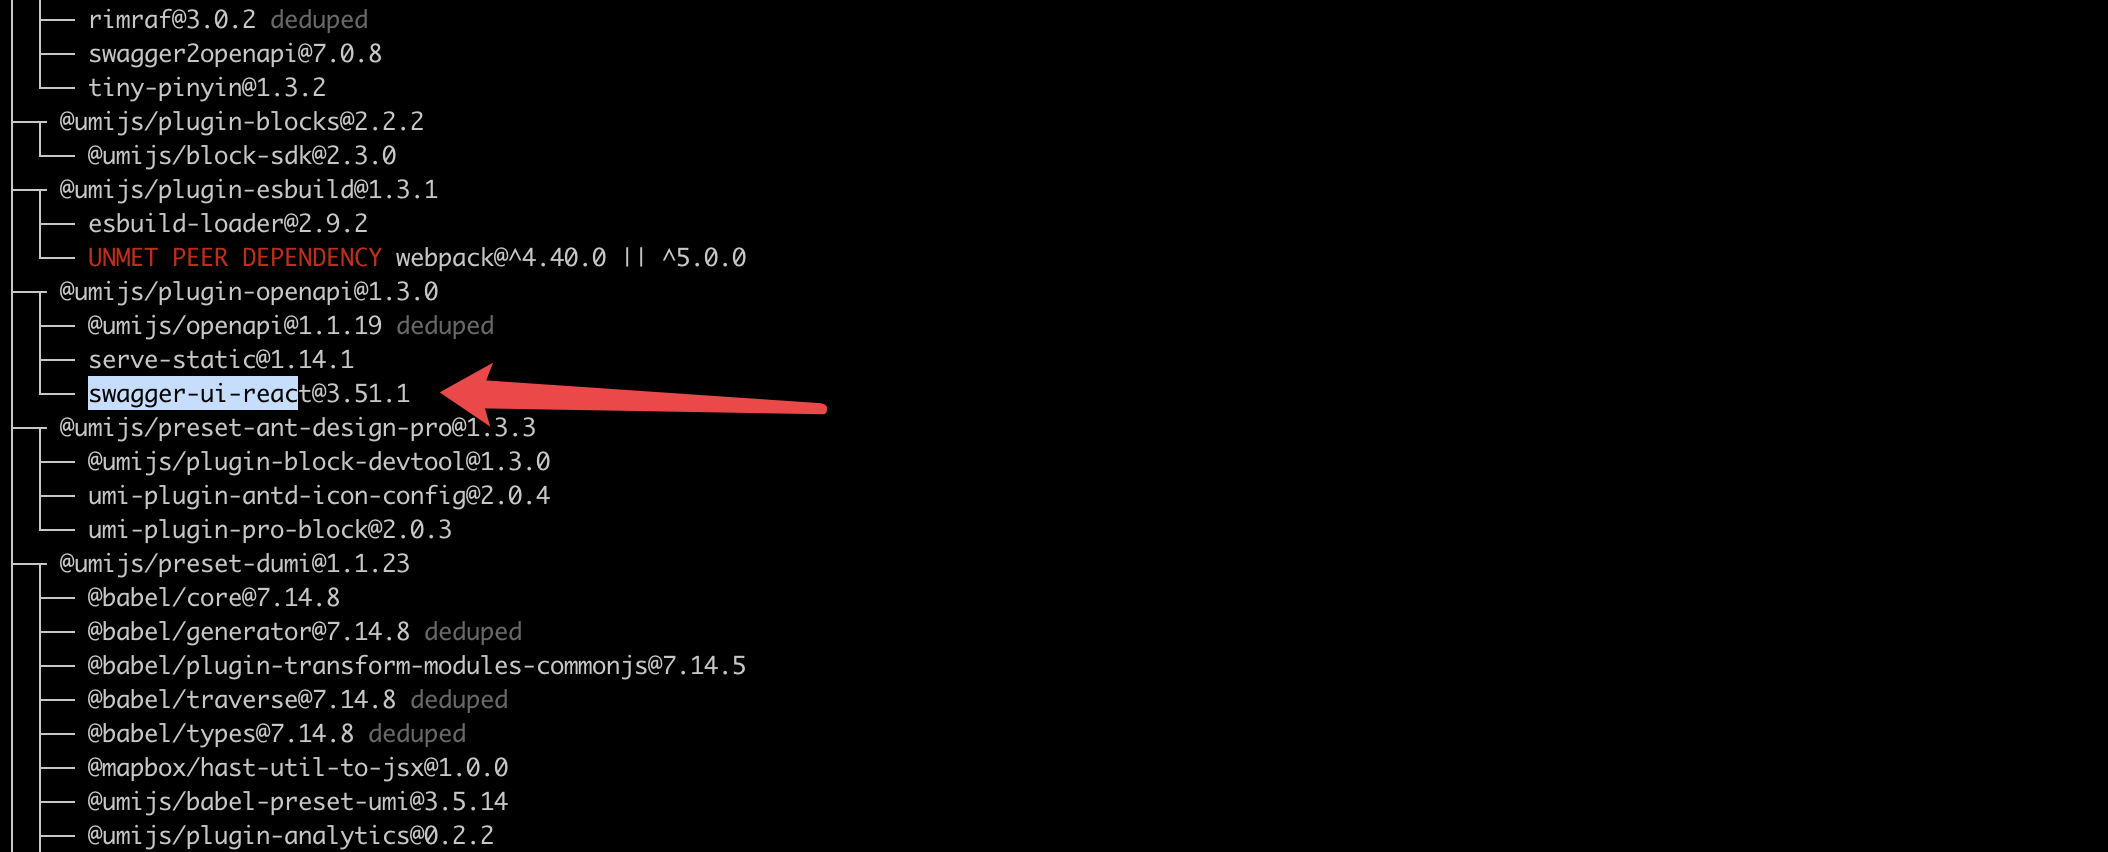 rimraf@3.0.2 deduped
swagger2openapi@7.0.8
tiny-pinyin@1.3.2
@umijs/plugin-blocks@2.2.2
@umijs/block-sdk@2.3.0
@umijs/plugin-esbuild@1.3.1
esbuild-loader@2.9.2
UNMET PEER DEPENDENCY webpack@^4.40.0 || ^5.0.0
@umijs/plugin-openapi@1.3.0
@umijs/openapi@1.1.19 deduped
serve-static@1.14.1
swagger-ui-react@3.51.1
@umijs/preset-ant-design-pro@1.3.3
@umijs/plugin-block-devtool@1.3.0
umi-plugin-antd-icon-config@2.0.4
umi-plugin-pro-block@2.0.3
@umijs/preset-dumi@1.1.23
@babel/core@7.14.8
@babel/generator@7.14.8 deduped
@babel/plugin-transform-modules-commonjs@7.14.5
@babel/traverse@7.14.8 deduped
@babel/types@7.14.8 deduped
@mapbox/hast-util-to-jsx@1.0.0
@umijs/babel-preset-umi@3.5.14
@umijs/plugin-analytics@0.2.2